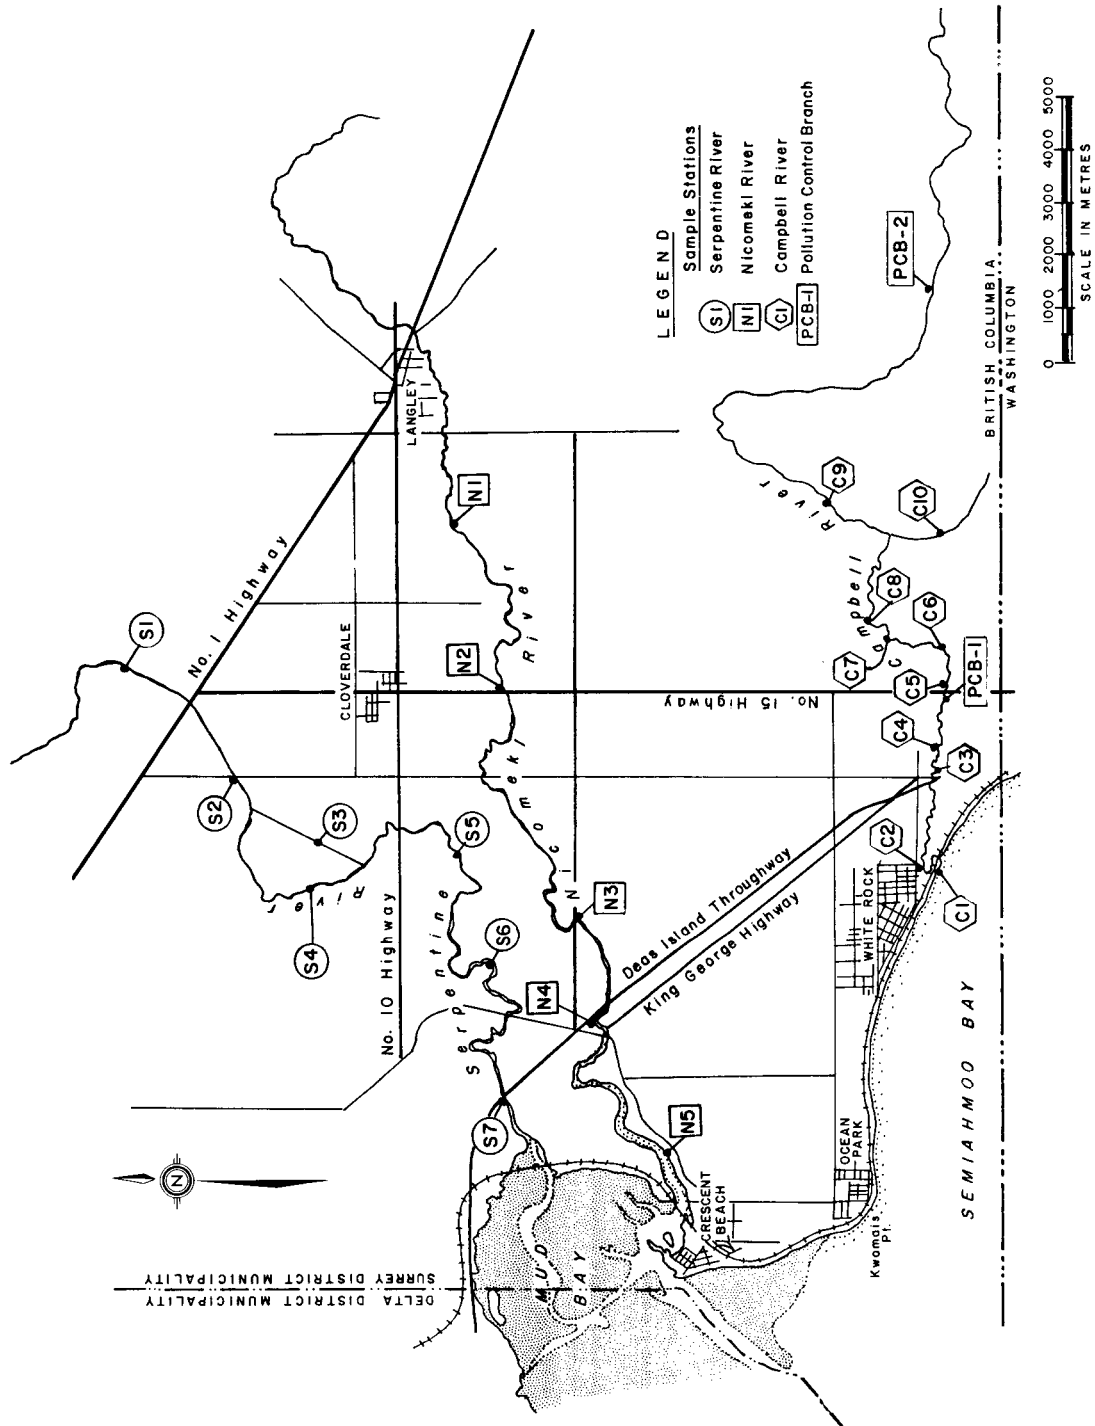 LEGEND
Sample Stations
S1 Serpentine River
N1 Nicomekl River
C1 Campbell River
PCB-1 Pollution Control Branch
S1
S2
S3
S4
S5
S6
S7
N1
N2
N3
N4
N5
C1
C2
C3
C4
C5
C6
C7
C8
C9
C10
PCB-1
PCB-2
No. 1 Highway
No. 10 Highway
No. 15 Highway
Deas Island Throughway
King George Highway
CLOVERDALE
LANGLEY
Serpentine River
Nicomekl River
Campbell River
WHITE ROCK
OCEAN
PARK
CRESCENT
BEACH
Kwomais
Pt.
MUD
BAY
SEMIAHMOO BAY
DELTA DISTRICT MUNICIPALITY
SURREY DISTRICT MUNICIPALITY
BRITISH COLUMBIA
WASHINGTON
N
0 1000 2000 3000 4000 5000
SCALE IN METRES